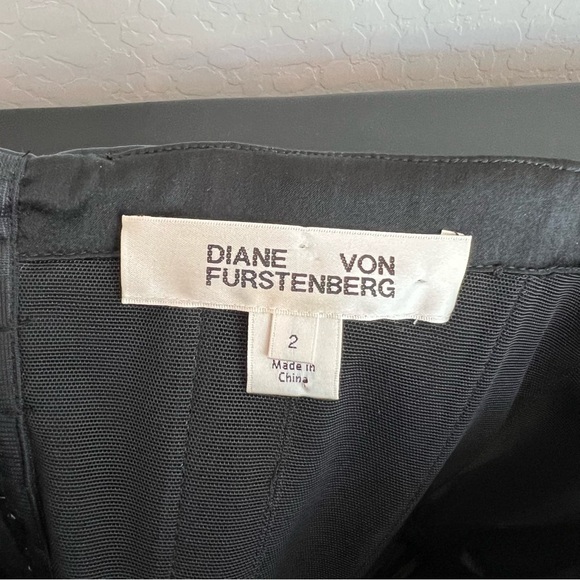 DIANE VON
FURSTENBERG
2
Made in
China